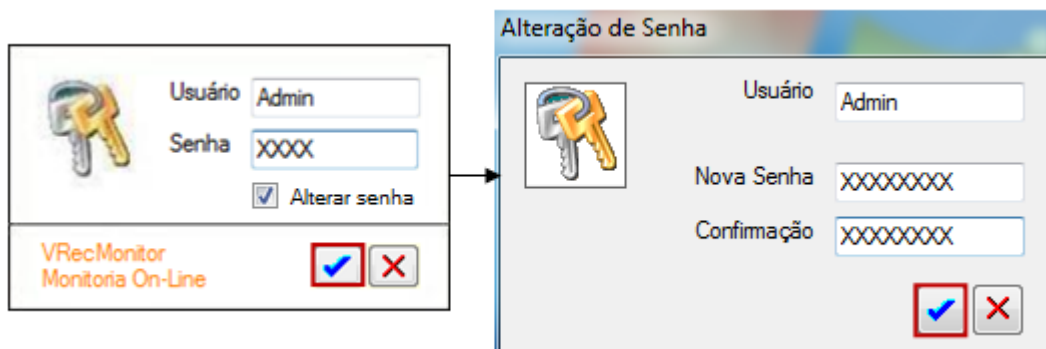 Usuário Admin
Senha XXXX
Alterar senha
VRecMonitor
Monitoria On-Line
Alteração de Senha
Usuário Admin
Nova Senha XXXXXXXX
Confirmação XXXXXXXX